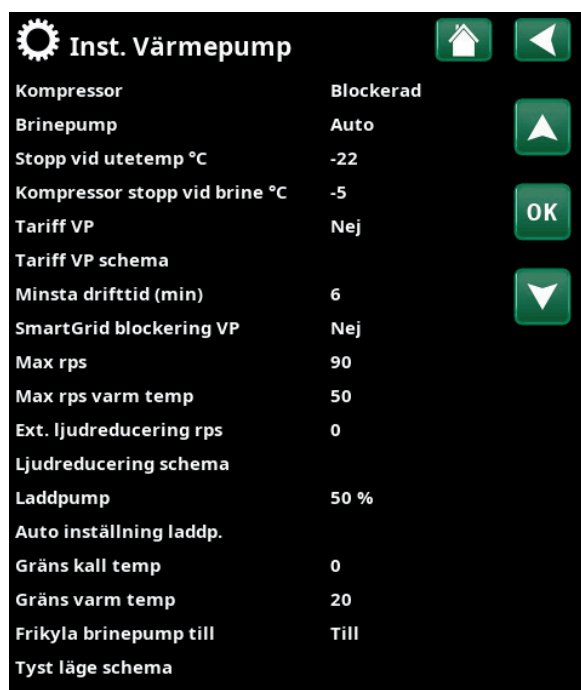 Inst. Värmepump
Kompressor Blockerad
Brinepump Auto
Stopp vid utetemp °C -22
Kompressor stopp vid brine °C -5
OK
Tariff VP Nej
Tariff VP schema
Minsta drifttid (min) 6
SmartGrid blockering VP Nej
Max rps 90
Max rps varm temp 50
Ext. ljudreducering rps 0
Ljudreducering schema
Laddpump 50 %
Auto inställning laddp.
Gräns kall temp 0
Gräns varm temp 20
Frikyla brinepump till Till
Tyst läge schema